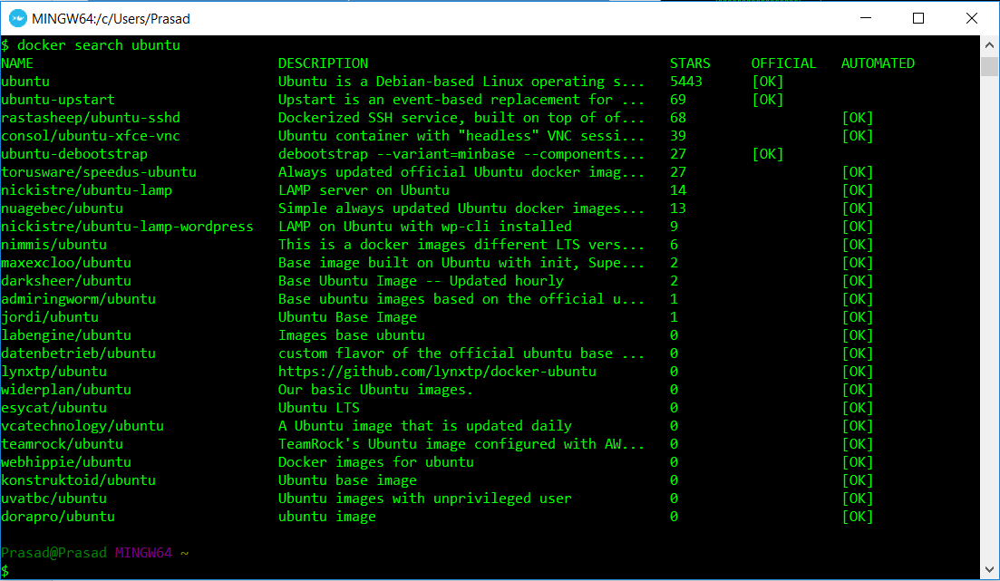 MINGW64:/c/Users/Prasad
$ docker search ubuntu
NAME DESCRIPTION STARS OFFICIAL AUTOMATED
ubuntu Ubuntu is a Debian-based Linux operating s... 5443 [OK]
ubuntu-upstart Upstart is an event-based replacement for ... 69 [OK]
rastasheep/ubuntu-sshd Dockerized SSH service, built on top of of... 68 [OK]
consol/ubuntu-xfce-vnc Ubuntu container with "headless" VNC sessi... 39 [OK]
ubuntu-debootstrap debootstrap --variant=minbase --components... 27 [OK]
torusware/speedus-ubuntu Always updated official Ubuntu docker imag... 27 [OK]
nickistre/ubuntu-lamp LAMP server on Ubuntu 14 [OK]
nuagebec/ubuntu Simple always updated Ubuntu docker images... 13 [OK]
nickistre/ubuntu-lamp-wordpress LAMP on Ubuntu with wp-cli installed 9 [OK]
nimmis/ubuntu This is a docker images different LTS vers... 6 [OK]
maxexcloo/ubuntu Base image built on Ubuntu with init, Supe... 2 [OK]
darksheer/ubuntu Base Ubuntu Image -- Updated hourly 2 [OK]
admiringworm/ubuntu Base ubuntu images based on the official u... 1 [OK]
jordi/ubuntu Ubuntu Base Image 1 [OK]
labengine/ubuntu Images base ubuntu 0 [OK]
datenbetrieb/ubuntu custom flavor of the official ubuntu base ... 0 [OK]
lynxtp/ubuntu https://github.com/lynxtp/docker-ubuntu 0 [OK]
widerplan/ubuntu Our basic Ubuntu images. 0 [OK]
esycat/ubuntu Ubuntu LTS 0 [OK]
vcatechnology/ubuntu A Ubuntu image that is updated daily 0 [OK]
teamrock/ubuntu TeamRock's Ubuntu image configured with AW... 0 [OK]
webhippie/ubuntu Docker images for ubuntu 0 [OK]
konstruktoid/ubuntu Ubuntu base image 0 [OK]
uvatbc/ubuntu Ubuntu images with unprivileged user 0 [OK]
dorapro/ubuntu ubuntu image 0 [OK]
Prasad@Prasad MINGW64 ~
$